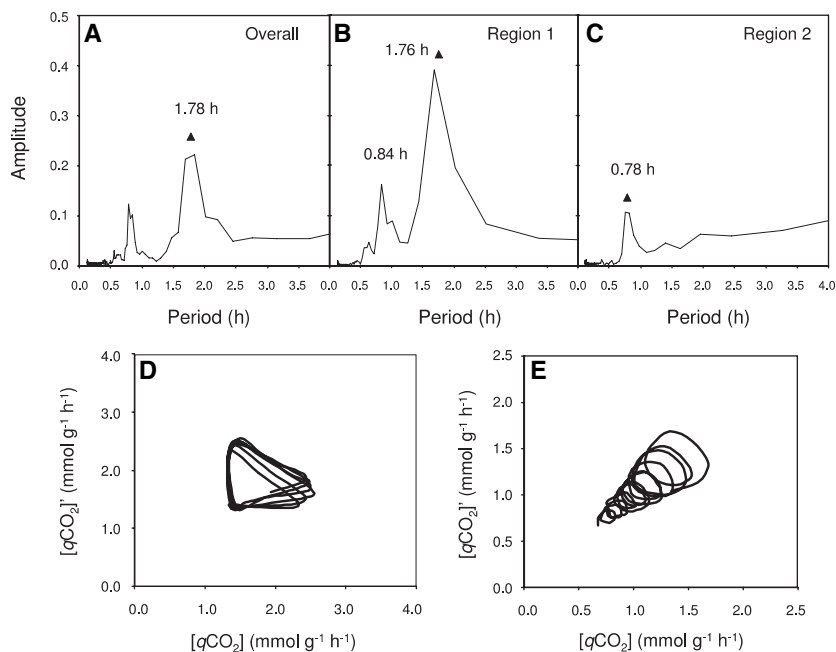 A Overall
B Region 1
C Region 2
0.5
0.4
0.3
0.2
0.1
0.0
Amplitude
1.78 h
1.76 h
0.84 h
0.78 h
0.0 0.5 1.0 1.5 2.0 2.5 3.0 3.5 0.0 0.5 1.0 1.5 2.0 2.5 3.0 3.5 0.0 0.5 1.0 1.5 2.0 2.5 3.0 3.5 4.0
Period (h) Period (h) Period (h)
D
4.0
3.0
2.0
1.0
0.0
[qCO2]' (mmol g-1 h-1)
0.0 1.0 2.0 3.0 4.0
[qCO2] (mmol g-1 h-1)
E
2.5
2.0
1.5
1.0
0.5
0.0
[qCO2]' (mmol g-1 h-1)
0.0 0.5 1.0 1.5 2.0 2.5
[qCO2] (mmol g-1 h-1)